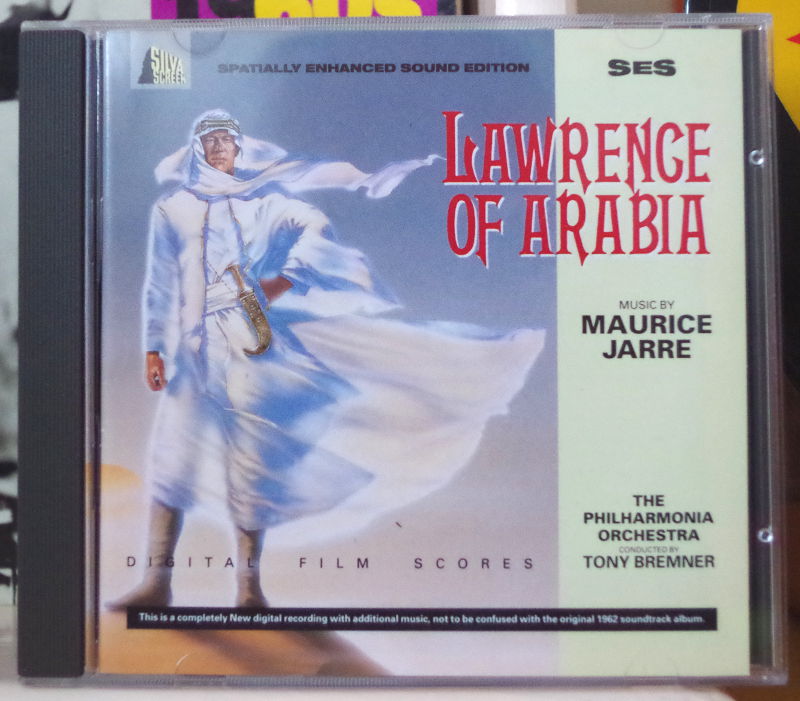 SILVA
SCREEN
SPATIALLY ENHANCED SOUND EDITION
SES
LAWRENCE
OF ARABIA
MUSIC BY
MAURICE
JARRE
THE
PHILHARMONIA
ORCHESTRA
CONDUCTED BY
TONY BREMNER
DIGITAL FILM SCORES
This is a completely New digital recording with additional music, not to be confused with the original 1962 soundtrack album.